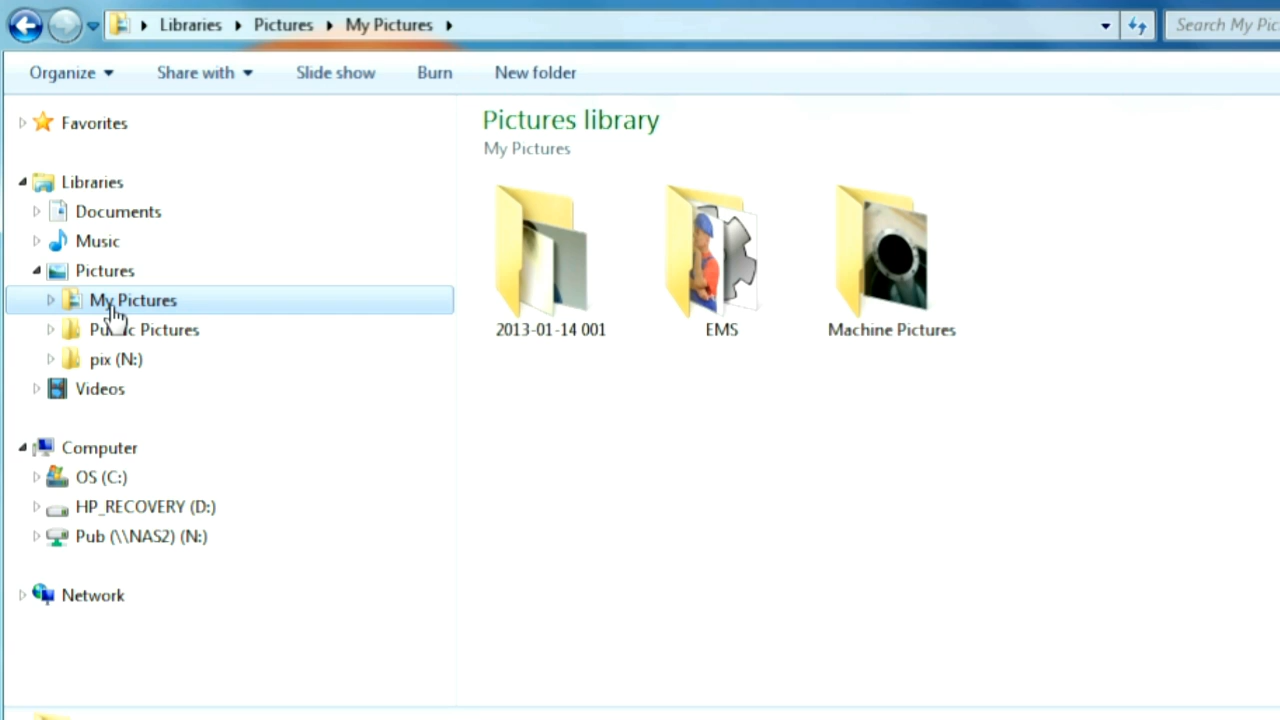 Libraries Pictures My Pictures
Organize Share with Slide show Burn New folder
Favorites
Libraries
Documents
Music
Pictures
My Pictures
Pictures
pix (N:)
Videos
Computer
OS (C:)
HP_RECOVERY (D:)
Pub (\\NAS2) (N:)
Network
Search My
Pictures library
My Pictures
2013-01-14 001
EMS
Machine Pictures